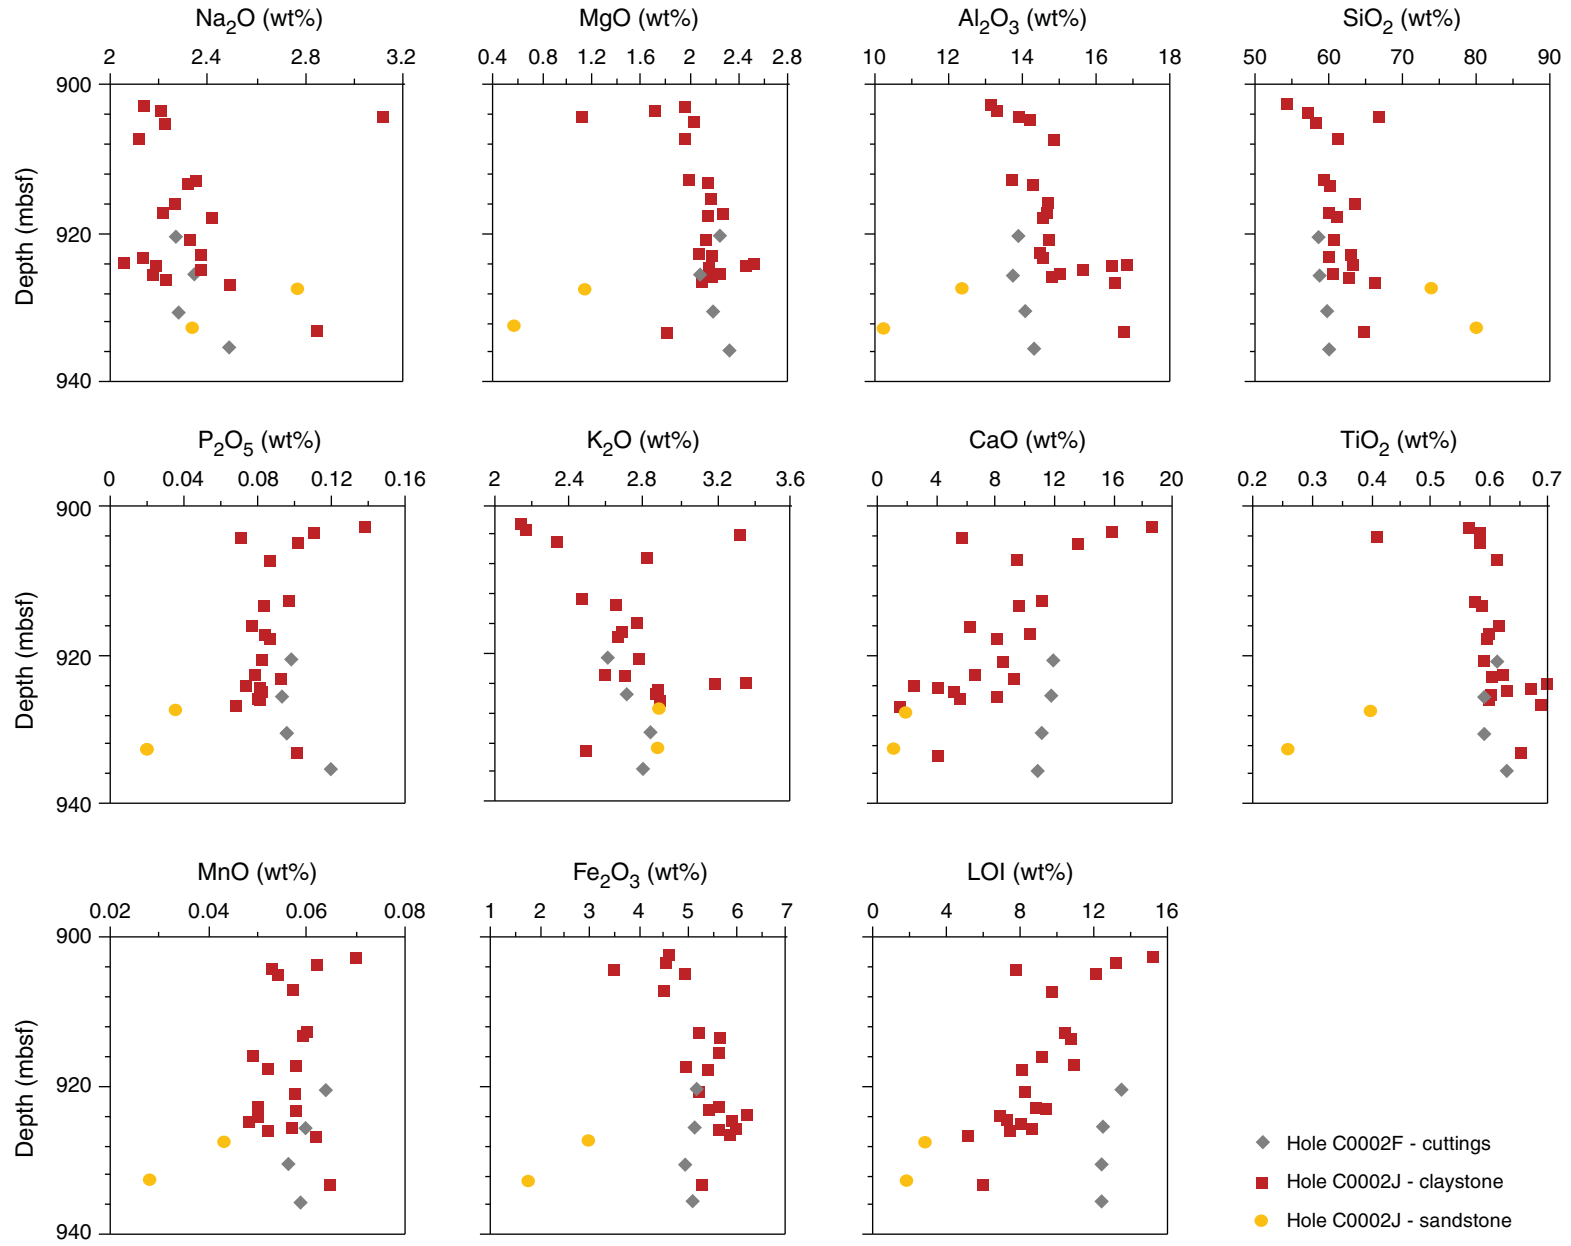 Na₂O (wt%) MgO (wt%) Al₂O₃ (wt%) SiO₂ (wt%)
2 2.4 2.8 3.2 0.4 0.8 1.2 1.6 2 2.4 2.8 10 12 14 16 18 50 60 70 80 90
900
Depth (mbsf)
920
940
P₂O₅ (wt%) K₂O (wt%) CaO (wt%) TiO₂ (wt%)
0 0.04 0.08 0.12 0.16 2 2.4 2.8 3.2 3.6 0 4 8 12 16 20 0.2 0.3 0.4 0.5 0.6 0.7
900
Depth (mbsf)
920
940
MnO (wt%) Fe₂O₃ (wt%) LOI (wt%)
0.02 0.04 0.06 0.08 1 2 3 4 5 6 7 0 4 8 12 16
900
Depth (mbsf)
920
940
Hole C0002F - cuttings
Hole C0002J - claystone
Hole C0002J - sandstone